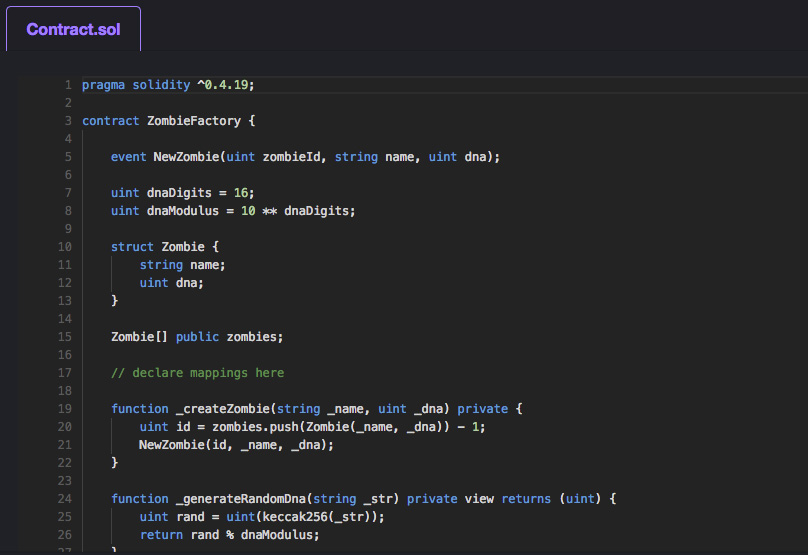 Contract.sol
1 pragma solidity ^0.4.19;
2
3 contract ZombieFactory {
4
5 event NewZombie(uint zombieId, string name, uint dna);
6
7 uint dnaDigits = 16;
8 uint dnaModulus = 10 ** dnaDigits;
9
10 struct Zombie {
11 string name;
12 uint dna;
13 }
14
15 Zombie[] public zombies;
16
17 // declare mappings here
18
19 function _createZombie(string _name, uint _dna) private {
20 uint id = zombies.push(Zombie(_name, _dna)) - 1;
21 NewZombie(id, _name, _dna);
22 }
23
24 function _generateRandomDna(string _str) private view returns (uint) {
25 uint rand = uint(keccak256(_str));
26 return rand % dnaModulus;
27 }